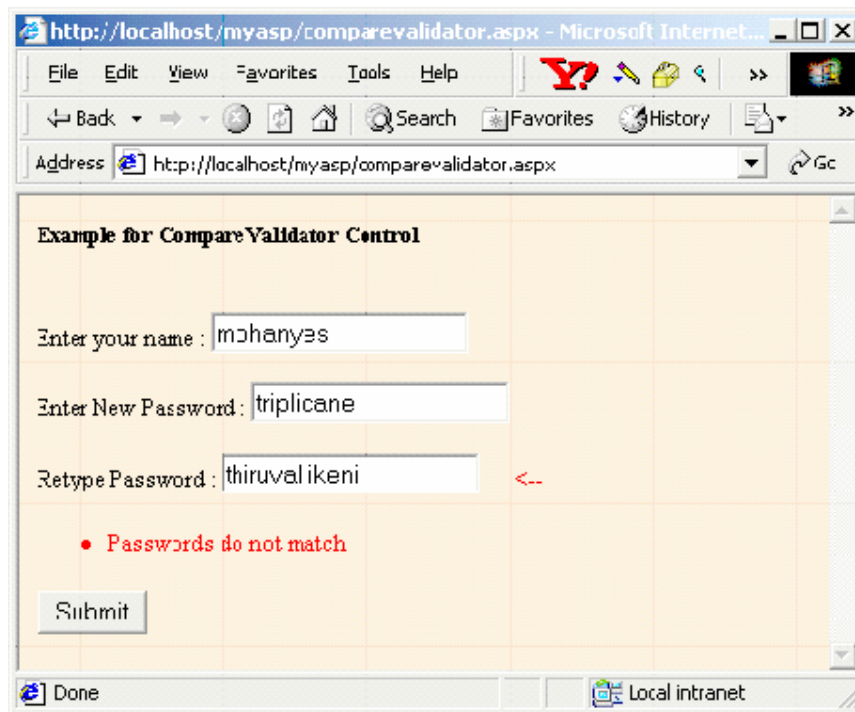 http://localhost/myasp/comparevalidator.aspx - Microsoft Internet...
File Edit View Favorites Tools Help Y? »
Back Search Favorites History »
Address http://localhost/myasp/comparevalidator.aspx Go
Example for CompareValidator Control
Enter your name : mohanyes
Enter New Password : triplicane
Retype Password : thiruvallikeni <--
• Passwords do not match
Submit
Done Local intranet